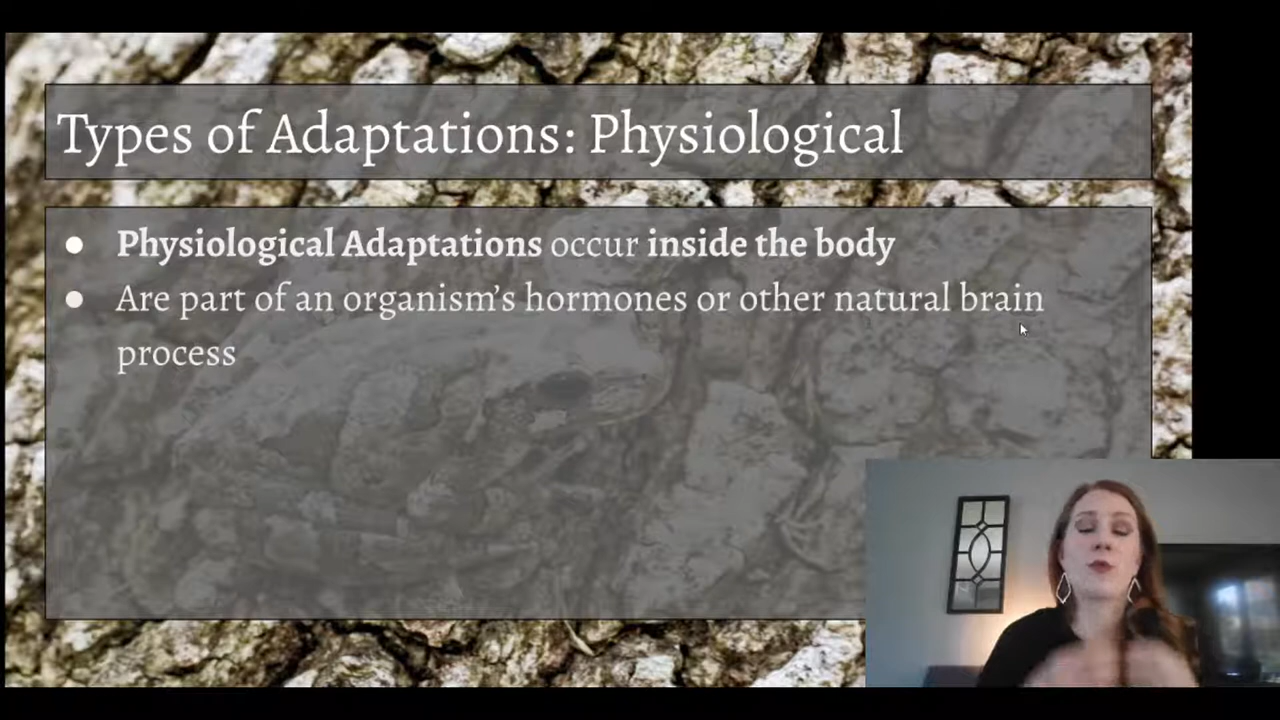 Types of Adaptations: Physiological
● Physiological Adaptations occur inside the body
● Are part of an organism's hormones or other natural brain
process